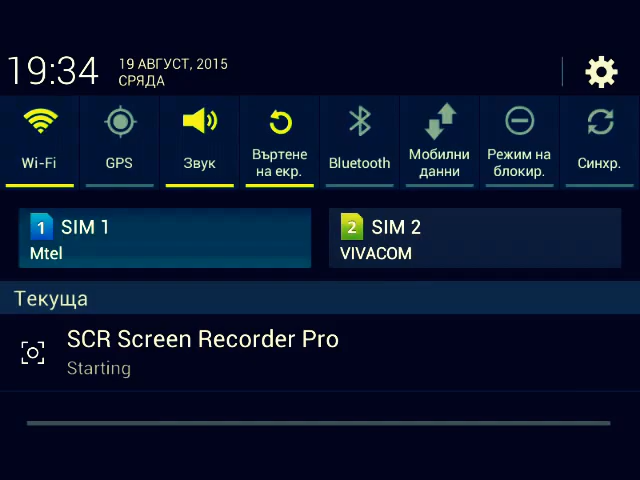 19:34
19 АВГУСТ, 2015
СРЯДА
Wi-Fi
GPS
Звук
Въртене
на екр.
Bluetooth
Мобилни
данни
Режим на
блокир.
Синхр.
1 SIM 1
Mtel
2 SIM 2
VIVACOM
Текуща
SCR Screen Recorder Pro
Starting